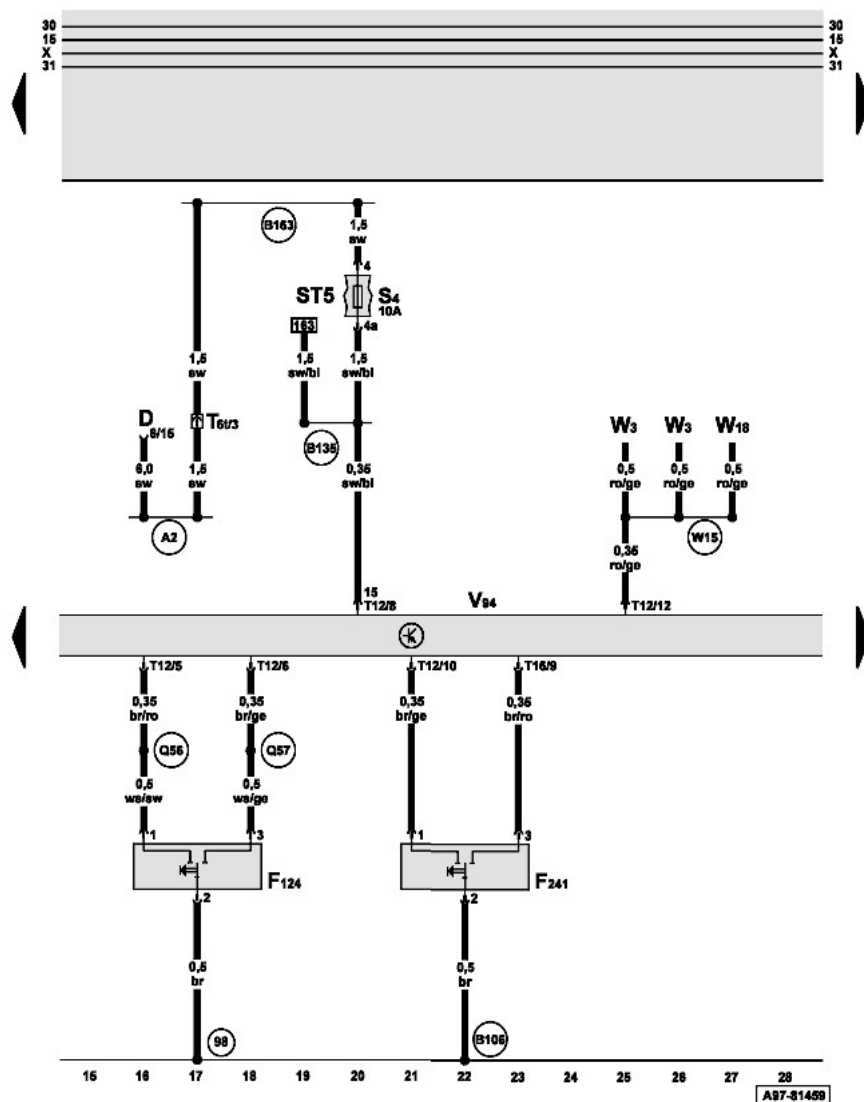 30 30
15 15
X X
31 31
B163
1,5
sw
4
ST5
S4
10A
163
4a
1,5
sw
1,5
sw/bl
1,5
sw/bl
D
8/15
T6t/3
B135
W3 W3 W18
6,0
sw
1,5
sw
0,35
sw/bl
0,5
ro/ge
0,5
ro/ge
0,5
ro/ge
A2
W15
0,35
ro/ge
15
T12/8
V94
T12/12
T12/5 T12/6 T12/10 T16/9
0,35
br/ro
0,35
br/ge
0,35
br/ge
0,35
br/ro
Q56 Q57
0,5
ws/sw
0,5
ws/ge
1 3 1 3
F124 F241
2 2
0,5
br
0,5
br
98 B106
15 16 17 18 19 20 21 22 23 24 25 26 27 28
A97-81459